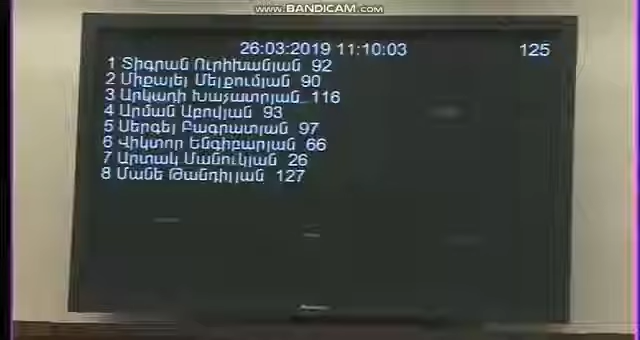 www.BANDICAM.COM
26:03:2019 11:10:03 125
1 Տիգրան Ուրիխանյան 92
2 Միքայել Մելքումյան 90
3 Արկադի Խաչատրյան 116
4 Արման Աբովյան 93
5 Սերգեյ Բագրատյան 97
6 Վիկտոր Ենգիբարյան 66
7 Արտակ Մանուկյան 26
8 Մանե Թանդիլյան 127